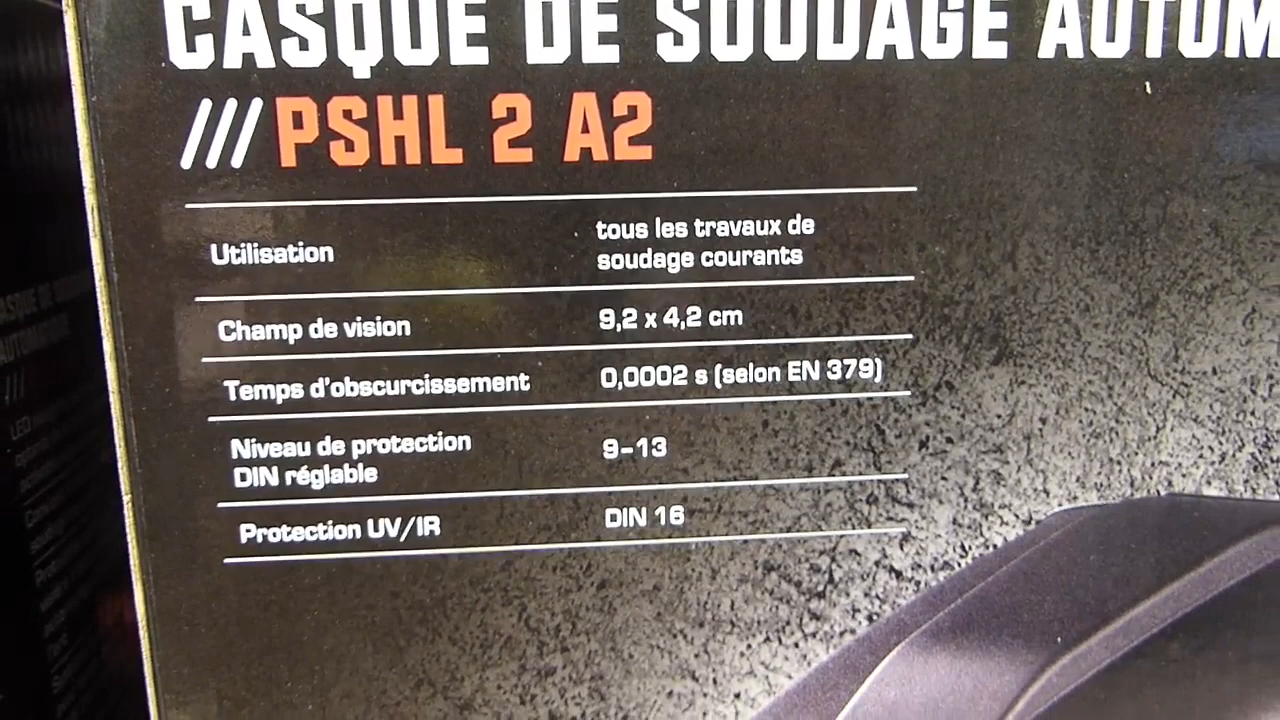 CASQUE DE SOUDAGE AUTOM
/// PSHL 2 A2
Utilisation
tous les travaux de
soudage courants
Champ de vision
9,2 x 4,2 cm
Temps d'obscurcissement
0,0002 s (selon EN 379)
Niveau de protection
DIN réglable
9-13
Protection UV/IR
DIN 16